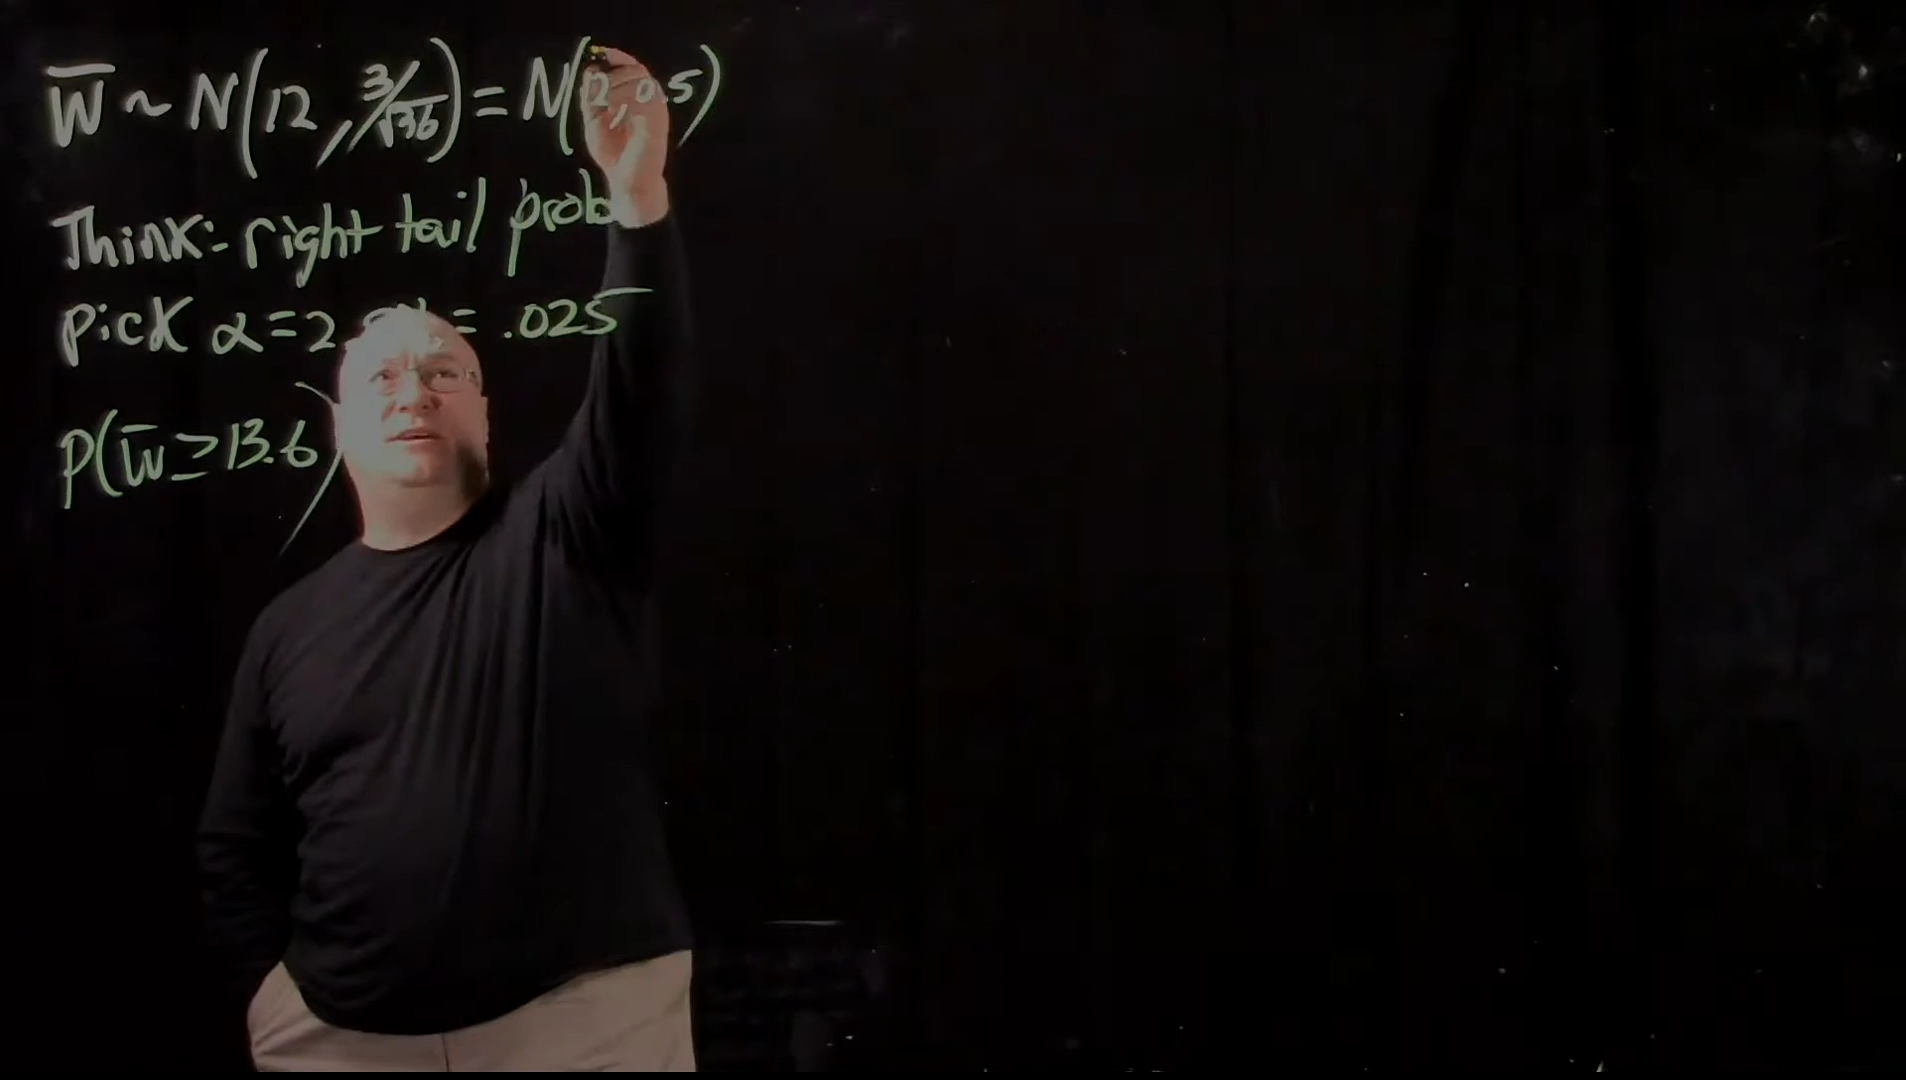 W̄ ~ N(12, 3/√36) = N(12, 0.5)
Think: right tail prob
pick α = 2 = .025
P(w̄ ≥ 13.6)